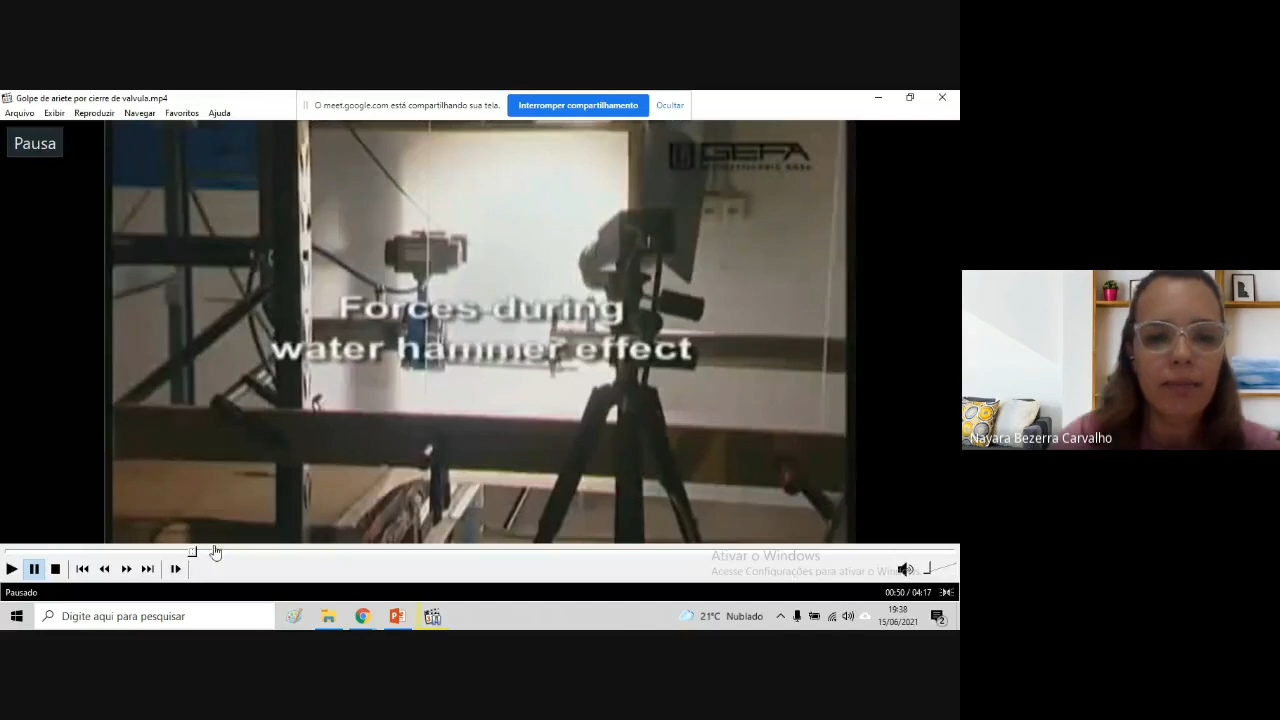 Golpe de ariete por cierre de valvula.mp4
O meet.google.com está compartilhando sua tela.
Interromper compartilhamento
Ocultar
Arquivo Exibir Reproduzir Navegar Favoritos Ajuda
Pausa
GEFA
Forces during
water hammer effect
Nayara Bezerra Carvalho
Ativar o Windows
Acesse Configurações para ativar o
Pausado
00:50 / 04:17
Digite aqui para pesquisar
21°C Nublado
19:38
15/06/2021
2